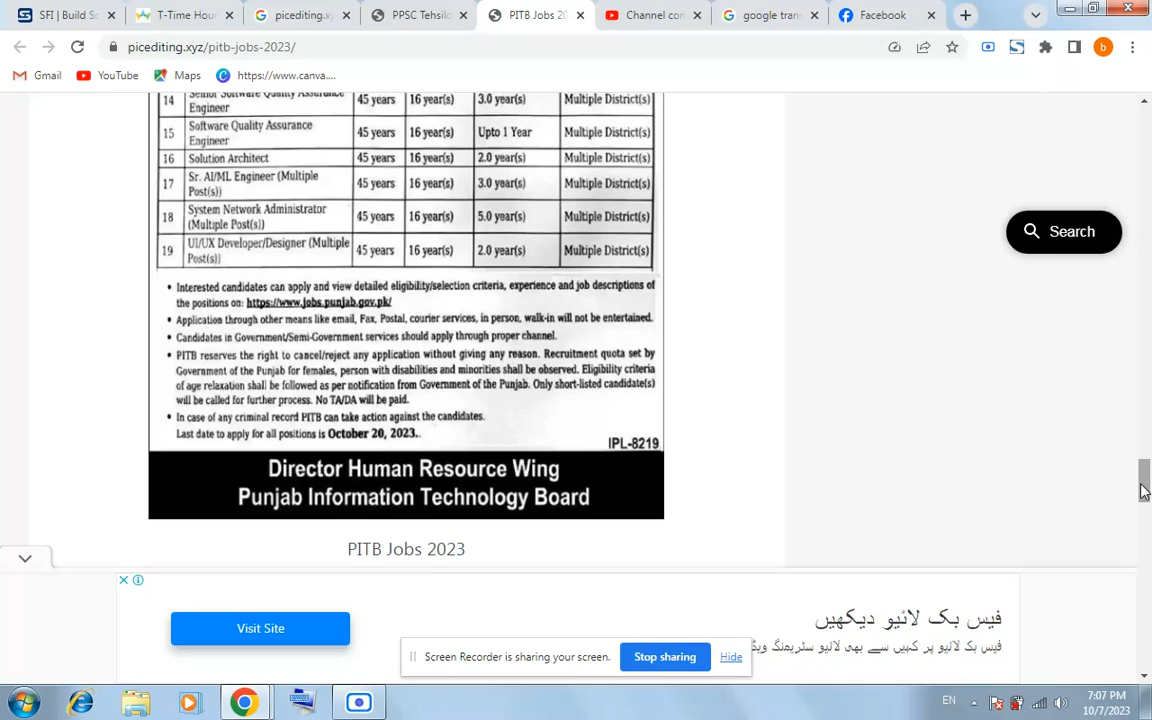 SFI | Build S
T-Time Hour
picediting.xy
PPSC Tehsild
PITB Jobs 20
Channel con
google trans
Facebook
picediting.xyz/pitb-jobs-2023/
Gmail YouTube Maps https://www.canva....
14 Senior Software Quality Assurance Engineer 45 years 16 year(s) 3.0 year(s) Multiple District(s)
15 Software Quality Assurance Engineer 45 years 16 year(s) Upto 1 Year Multiple District(s)
16 Solution Architect 45 years 16 year(s) 2.0 year(s) Multiple District(s)
17 Sr. AI/ML Engineer (Multiple Post(s)) 45 years 16 year(s) 3.0 year(s) Multiple District(s)
18 System Network Administrator (Multiple Post(s)) 45 years 16 year(s) 5.0 year(s) Multiple District(s)
19 UI/UX Developer/Designer (Multiple Post(s)) 45 years 16 year(s) 2.0 year(s) Multiple District(s)
• Interested candidates can apply and view detailed eligibility/selection criteria, experience and job descriptions of
the positions on: https://www.jobs.punjab.gov.pk/
• Application through other means like email, Fax, Postal, courier services, in person, walk-in will not be entertained.
• Candidates in Government/Semi-Government services should apply through proper channel.
• PITB reserves the right to cancel/reject any application without giving any reason. Recruitment quota set by
Government of the Punjab for females, person with disabilities and minorities shall be observed. Eligibility criteria
of age relaxation shall be followed as per notification from Government of the Punjab. Only short-listed candidate(s)
will be called for further process. No TA/DA will be paid.
• In case of any criminal record PITB can take action against the candidates.
Last date to apply for all positions is October 20, 2023..
IPL-8219
Director Human Resource Wing
Punjab Information Technology Board
PITB Jobs 2023
Search
Visit Site
فیس بک لائیو دیکھیں
فیس بک لائیو پر کہیں سے بھی لائیو سٹریمنگ ویڈ
Screen Recorder is sharing your screen. Stop sharing Hide
EN
7:07 PM
10/7/2023